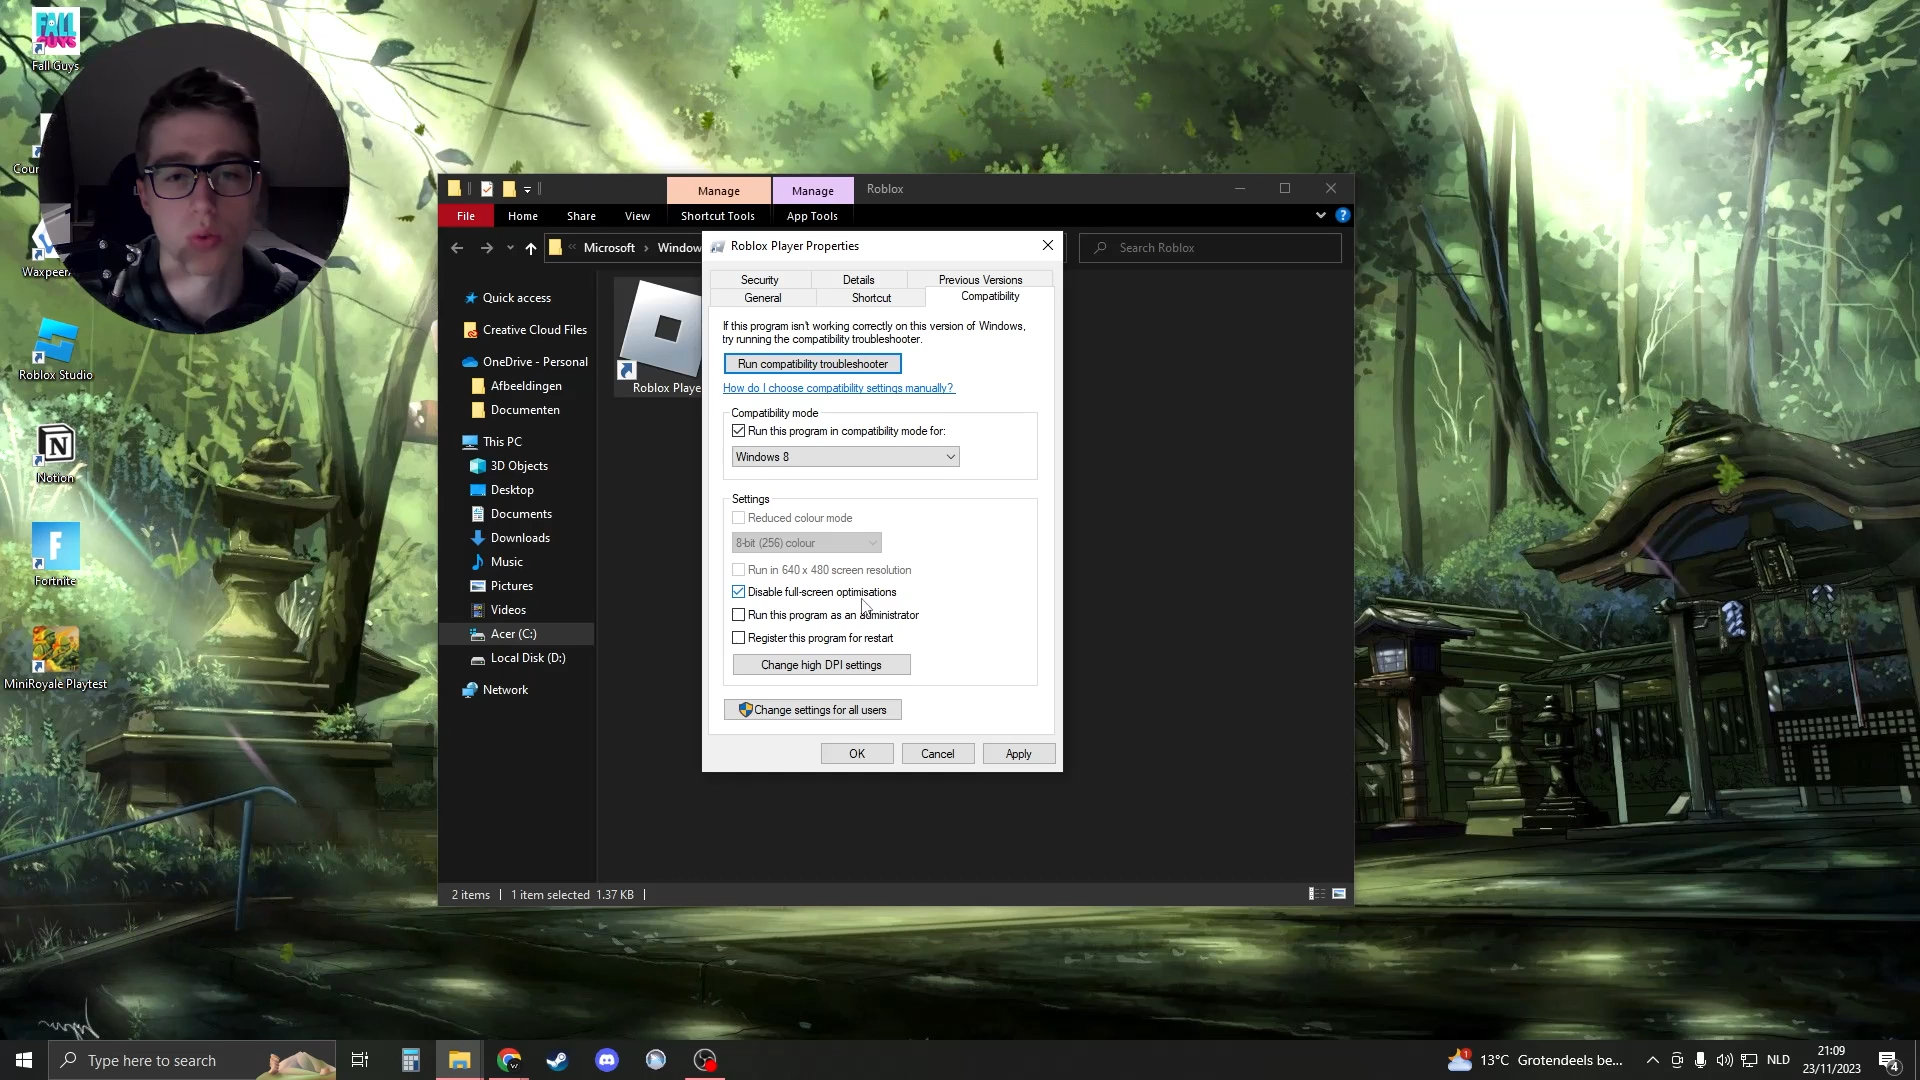 FALL GUYS
Fall Guys
Cour
Waxpeer
Roblox Studio
Notion
Fortnite
MiniRoyale Playtest
Manage
Manage
Roblox
File
Home
Share
View
Shortcut Tools
App Tools
Microsoft
Window
Search Roblox
Quick access
Creative Cloud Files
OneDrive - Personal
Afbeeldingen
Documenten
This PC
3D Objects
Desktop
Documents
Downloads
Music
Pictures
Videos
Acer (C:)
Local Disk (D:)
Network
Roblox Playe
2 items
1 item selected 1.37 KB
Roblox Player Properties
Security
Details
Previous Versions
General
Shortcut
Compatibility
If this program isn't working correctly on this version of Windows,
try running the compatibility troubleshooter.
Run compatibility troubleshooter
How do I choose compatibility settings manually?
Compatibility mode
Run this program in compatibility mode for:
Windows 8
Settings
Reduced colour mode
8-bit (256) colour
Run in 640 x 480 screen resolution
Disable full-screen optimisations
Run this program as an administrator
Register this program for restart
Change high DPI settings
Change settings for all users
OK
Cancel
Apply
Type here to search
1
13°C Grotendeels be...
NLD
21:09
23/11/2023
4